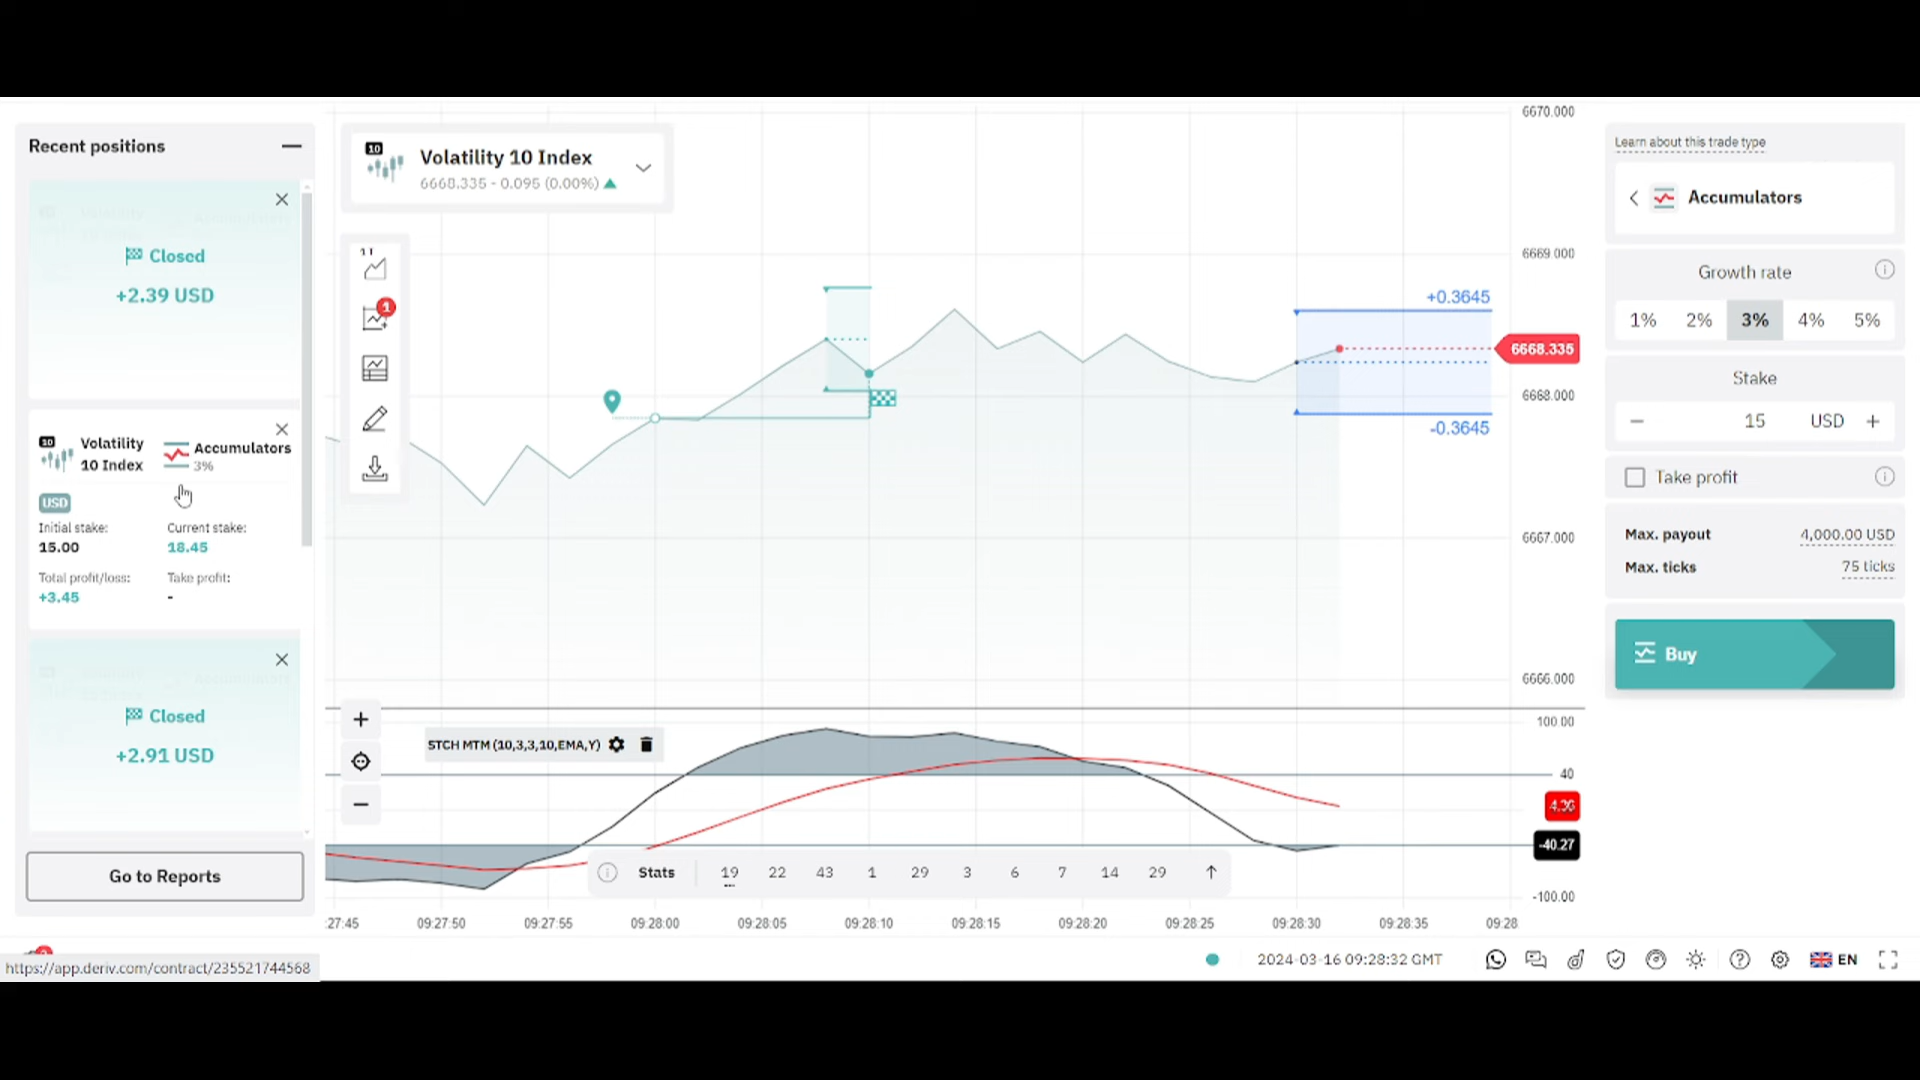 Recent positions
Closed
+2.39 USD
10
Volatility
10 Index
Accumulators
3%
USD
Initial stake:
15.00
Current stake:
18.45
Total profit/loss:
+3.45
Take profit:
-
Closed
+2.91 USD
Go to Reports
https://app.deriv.com/contract/235521744568
10
Volatility 10 Index
6668.335 - 0.095 (0.00%)
1T
1
+0.3645
-0.3645
6670.000
6669.000
6668.335
6668.000
6667.000
6666.000
STCH MTM (10,3,3,10,EMA,Y)
100.00
40
-40.27
-100.00
Stats
19 22 43 1 29 3 6 7 14 29
:27:45 09:27:50 09:27:55 09:28:00 09:28:05 09:28:10 09:28:15 09:28:20 09:28:25 09:28:30 09:28:35 09:28
2024-03-16 09:28:32 GMT
EN
Learn about this trade type
Accumulators
Growth rate
1% 2% 3% 4% 5%
Stake
− 15 USD +
Take profit
Max. payout 4,000.00 USD
Max. ticks 75 ticks
Buy